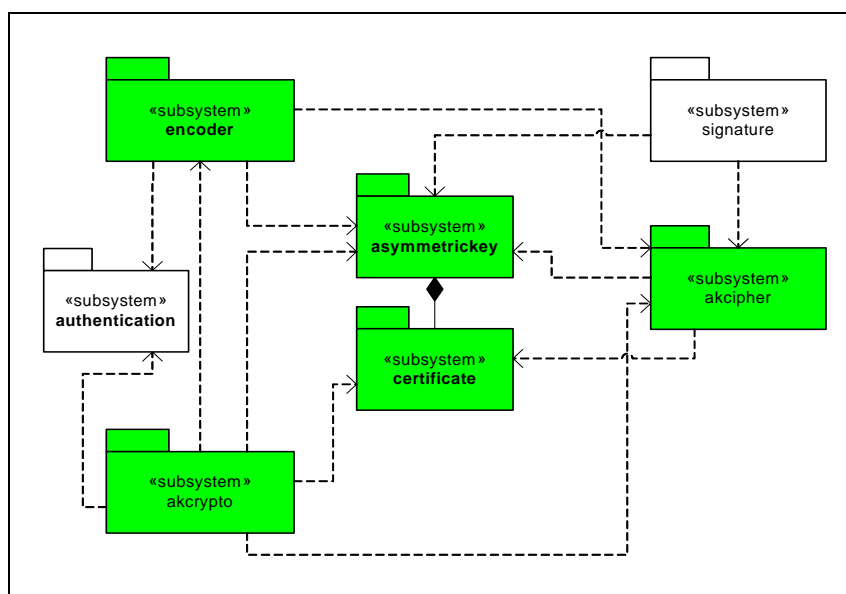 «subsystem»
encoder
«subsystem»
signature
«subsystem»
asymmetrickey
«subsystem»
akcipher
«subsystem»
authentication
«subsystem»
certificate
«subsystem»
akcrypto